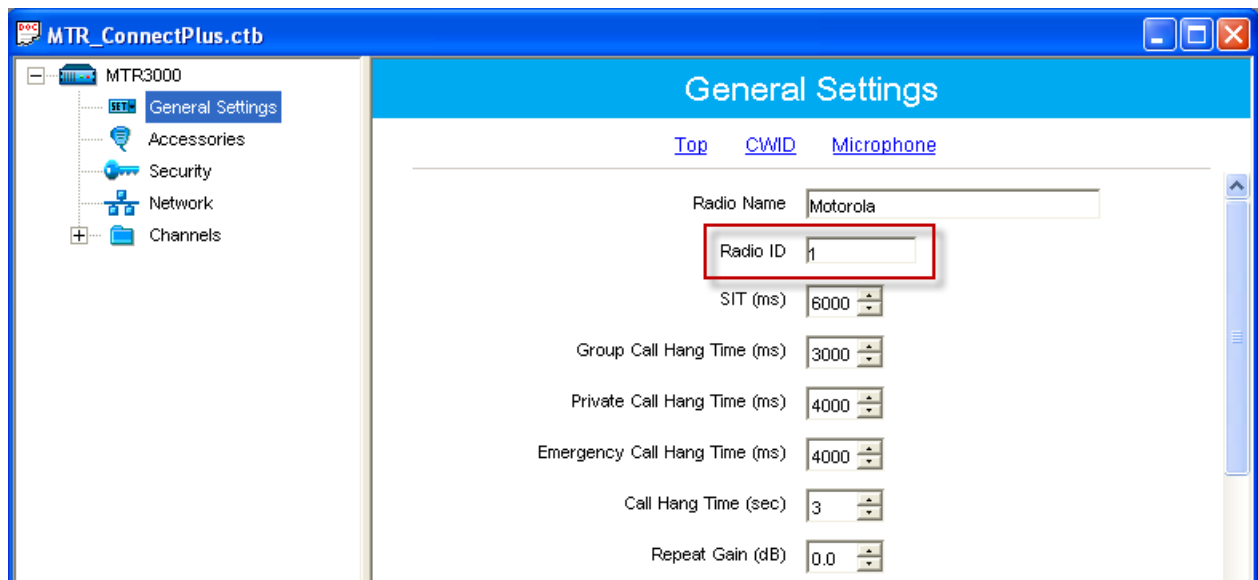 MTR_ConnectPlus.ctb
MTR3000
General Settings
Accessories
Security
Network
Channels
General Settings
Top CWID Microphone
Radio Name Motorola
Radio ID 1
SIT (ms) 6000
Group Call Hang Time (ms) 3000
Private Call Hang Time (ms) 4000
Emergency Call Hang Time (ms) 4000
Call Hang Time (sec) 3
Repeat Gain (dB) 0.0